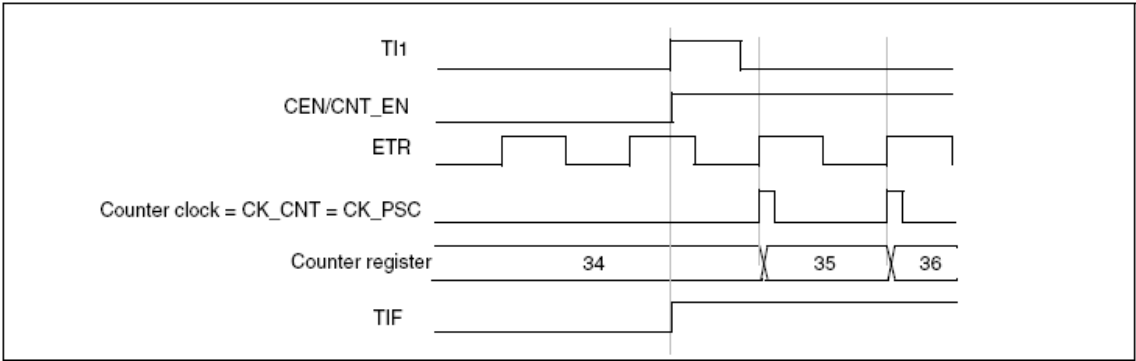 TI1
CEN/CNT_EN
ETR
Counter clock = CK_CNT = CK_PSC
Counter register 34 35 36
TIF